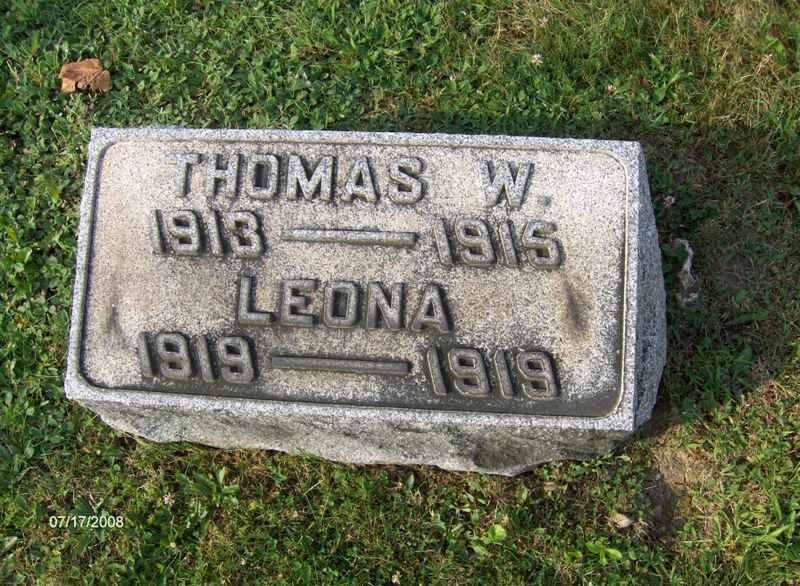 THOMAS W.
1913 — 1915
LEONA
1919 — 1919
07/17/2008